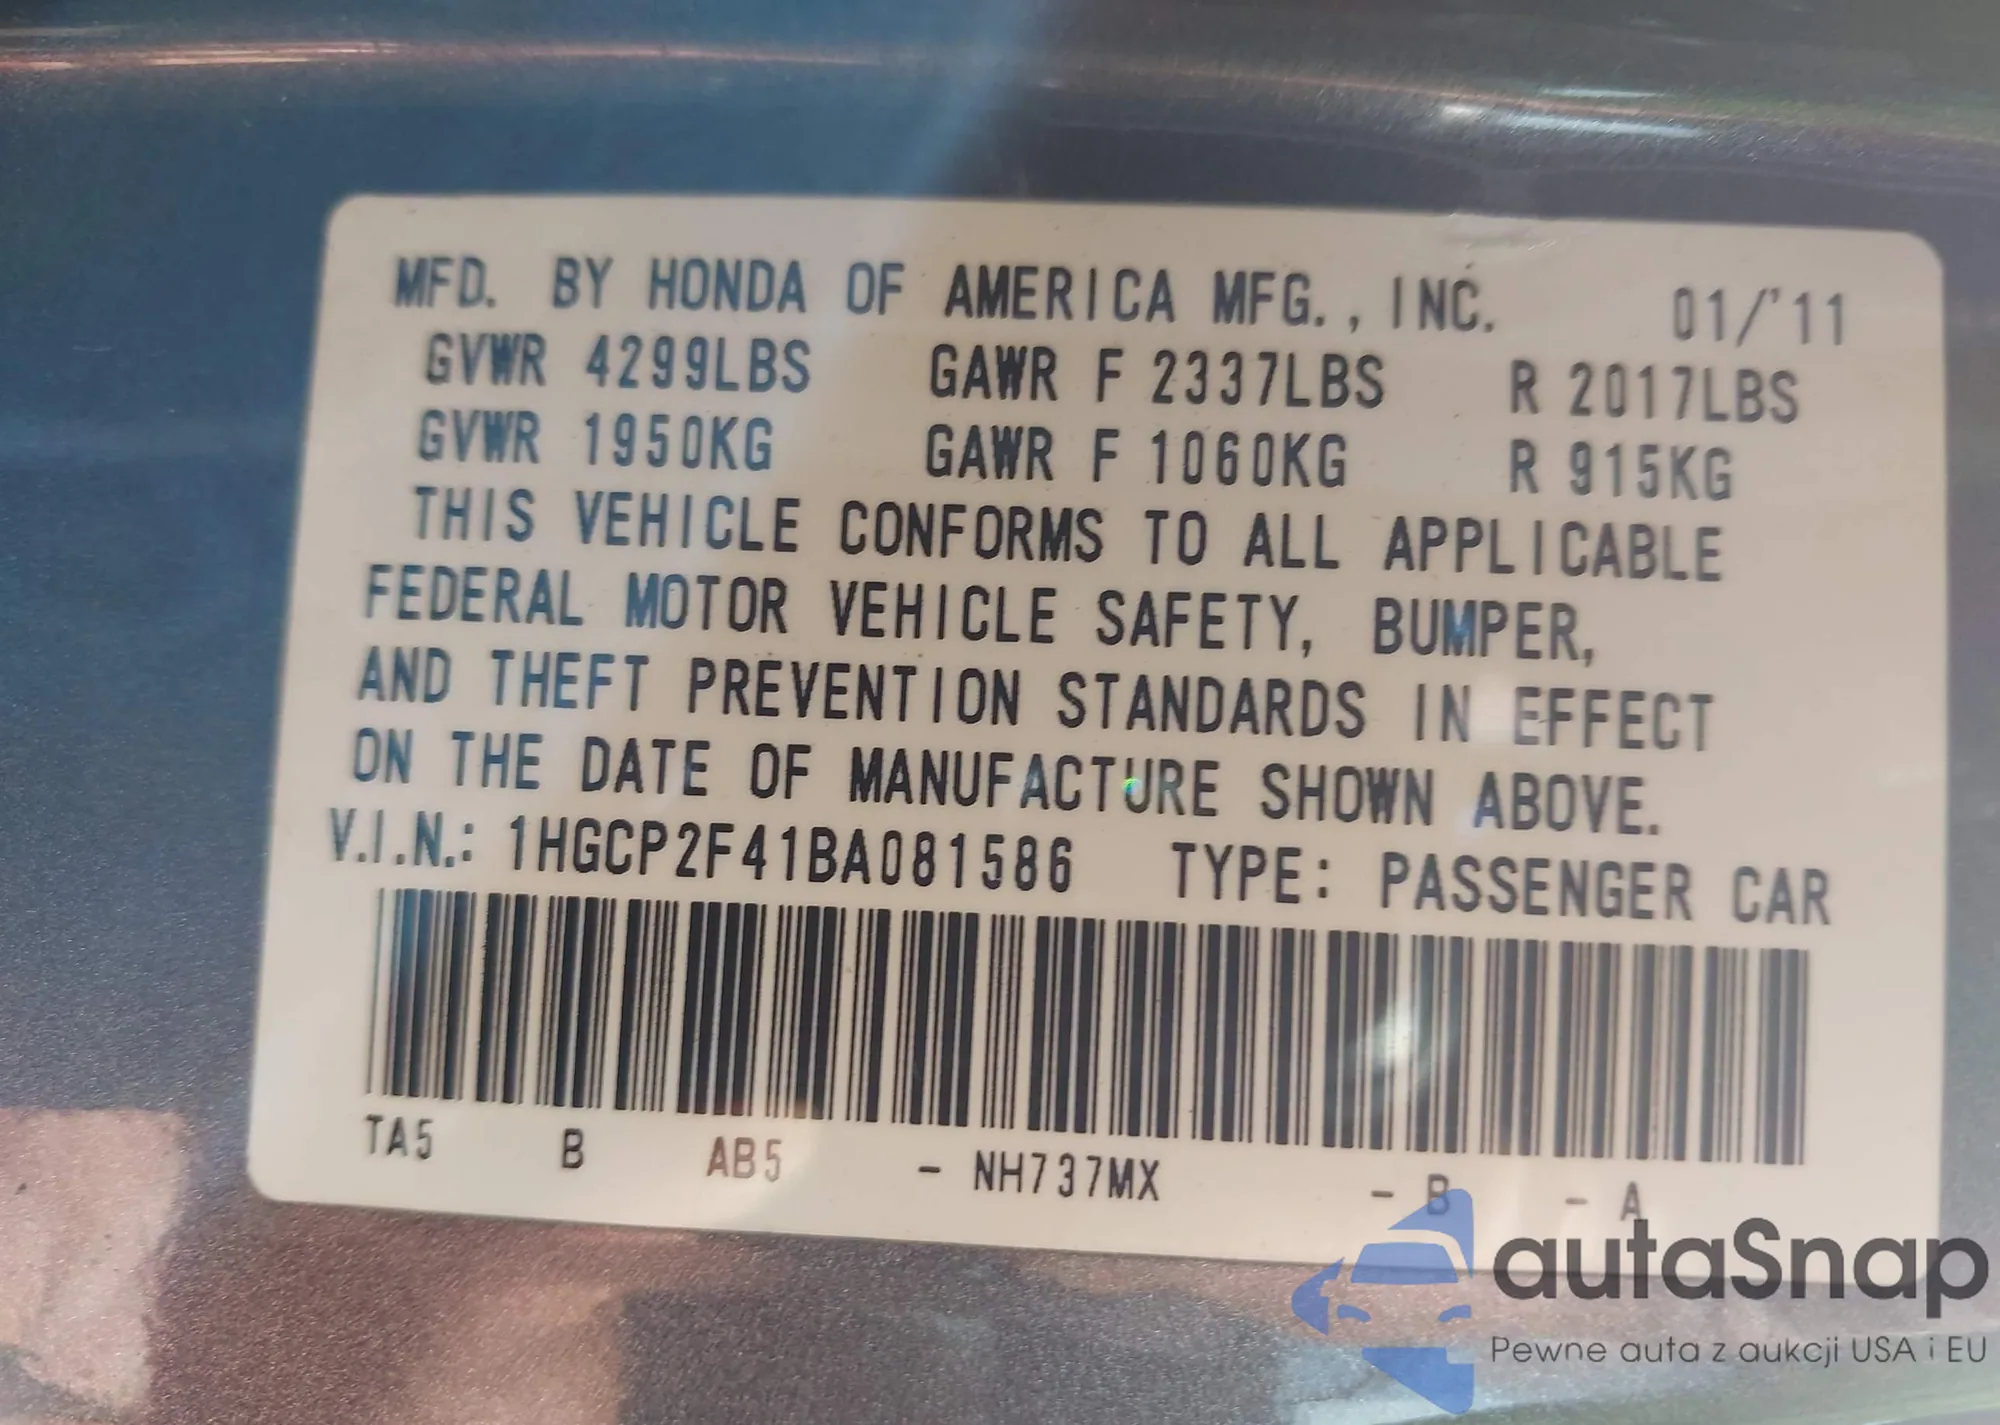 MFD. BY HONDA OF AMERICA MFG., INC. 01/'11
GVWR 4299LBS GAWR F 2337LBS R 2017LBS
GVWR 1950KG GAWR F 1060KG R 915KG
THIS VEHICLE CONFORMS TO ALL APPLICABLE
FEDERAL MOTOR VEHICLE SAFETY, BUMPER,
AND THEFT PREVENTION STANDARDS IN EFFECT
ON THE DATE OF MANUFACTURE SHOWN ABOVE.
V.I.N.: 1HGCP2F41BA081586 TYPE: PASSENGER CAR
TA5 B AB5 - NH737MX - B - A
autaSnap
Pewne auta z aukcji USA i EU